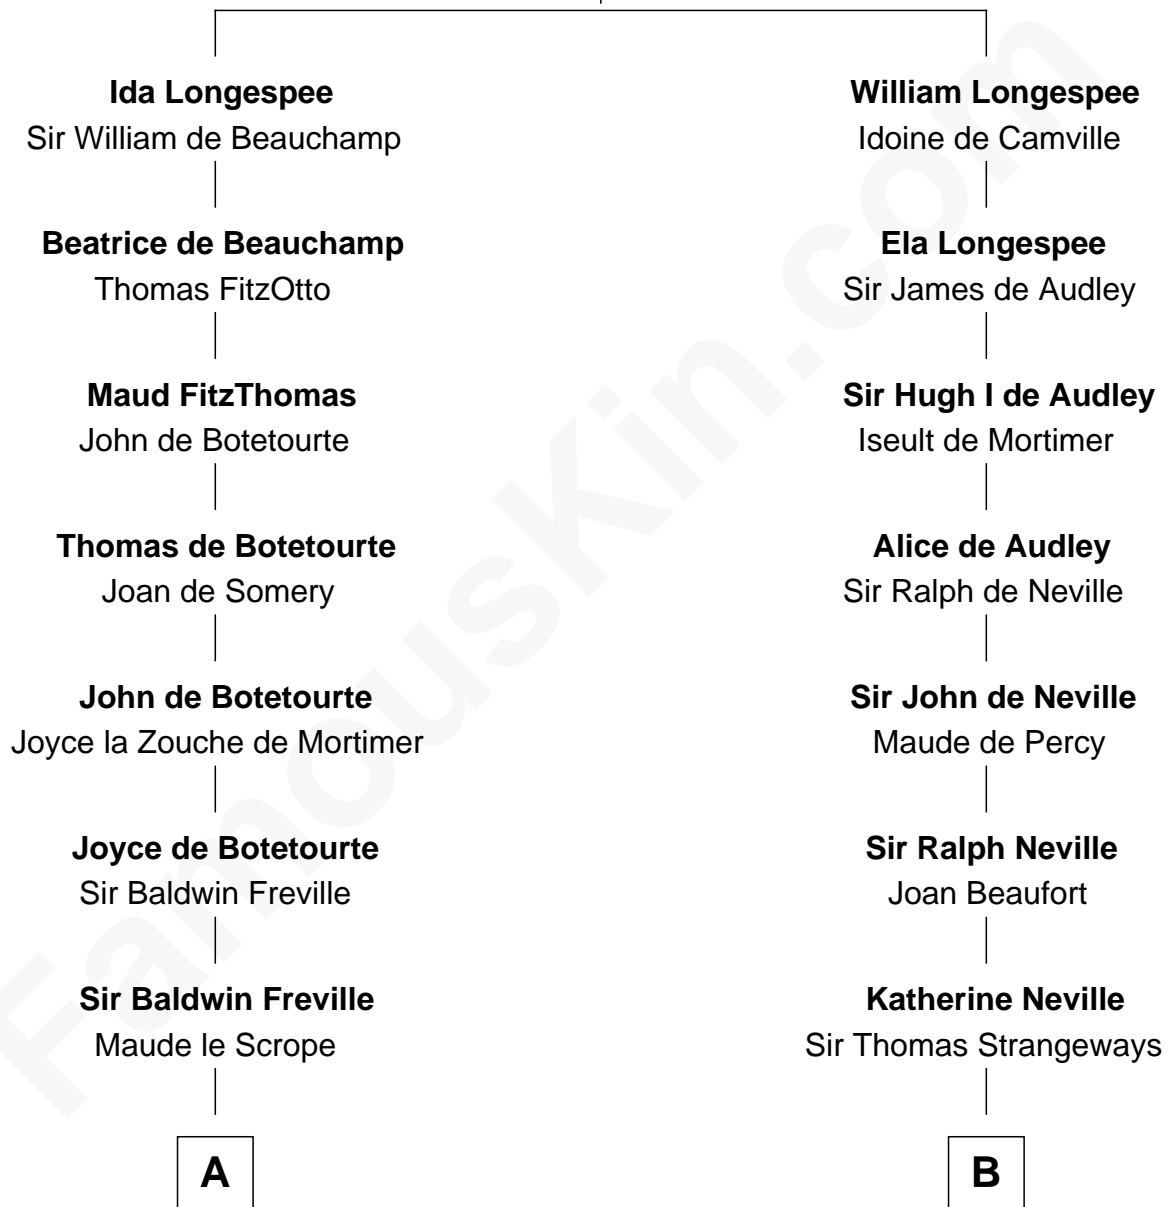 Ida Longespee
Sir William de Beauchamp
Beatrice de Beauchamp
Thomas FitzOtto
Maud FitzThomas
John de Botetourte
Thomas de Botetourte
Joan de Somery
John de Botetourte
Joyce la Zouche de Mortimer
Joyce de Botetourte
Sir Baldwin Freville
Sir Baldwin Freville
Maude le Scrope
A
William Longespee
Idoine de Camville
Ela Longespee
Sir James de Audley
Sir Hugh I de Audley
Iseult de Mortimer
Alice de Audley
Sir Ralph de Neville
Sir John de Neville
Maude de Percy
Sir Ralph Neville
Joan Beaufort
Katherine Neville
Sir Thomas Strangeways
B
FamousKin.com